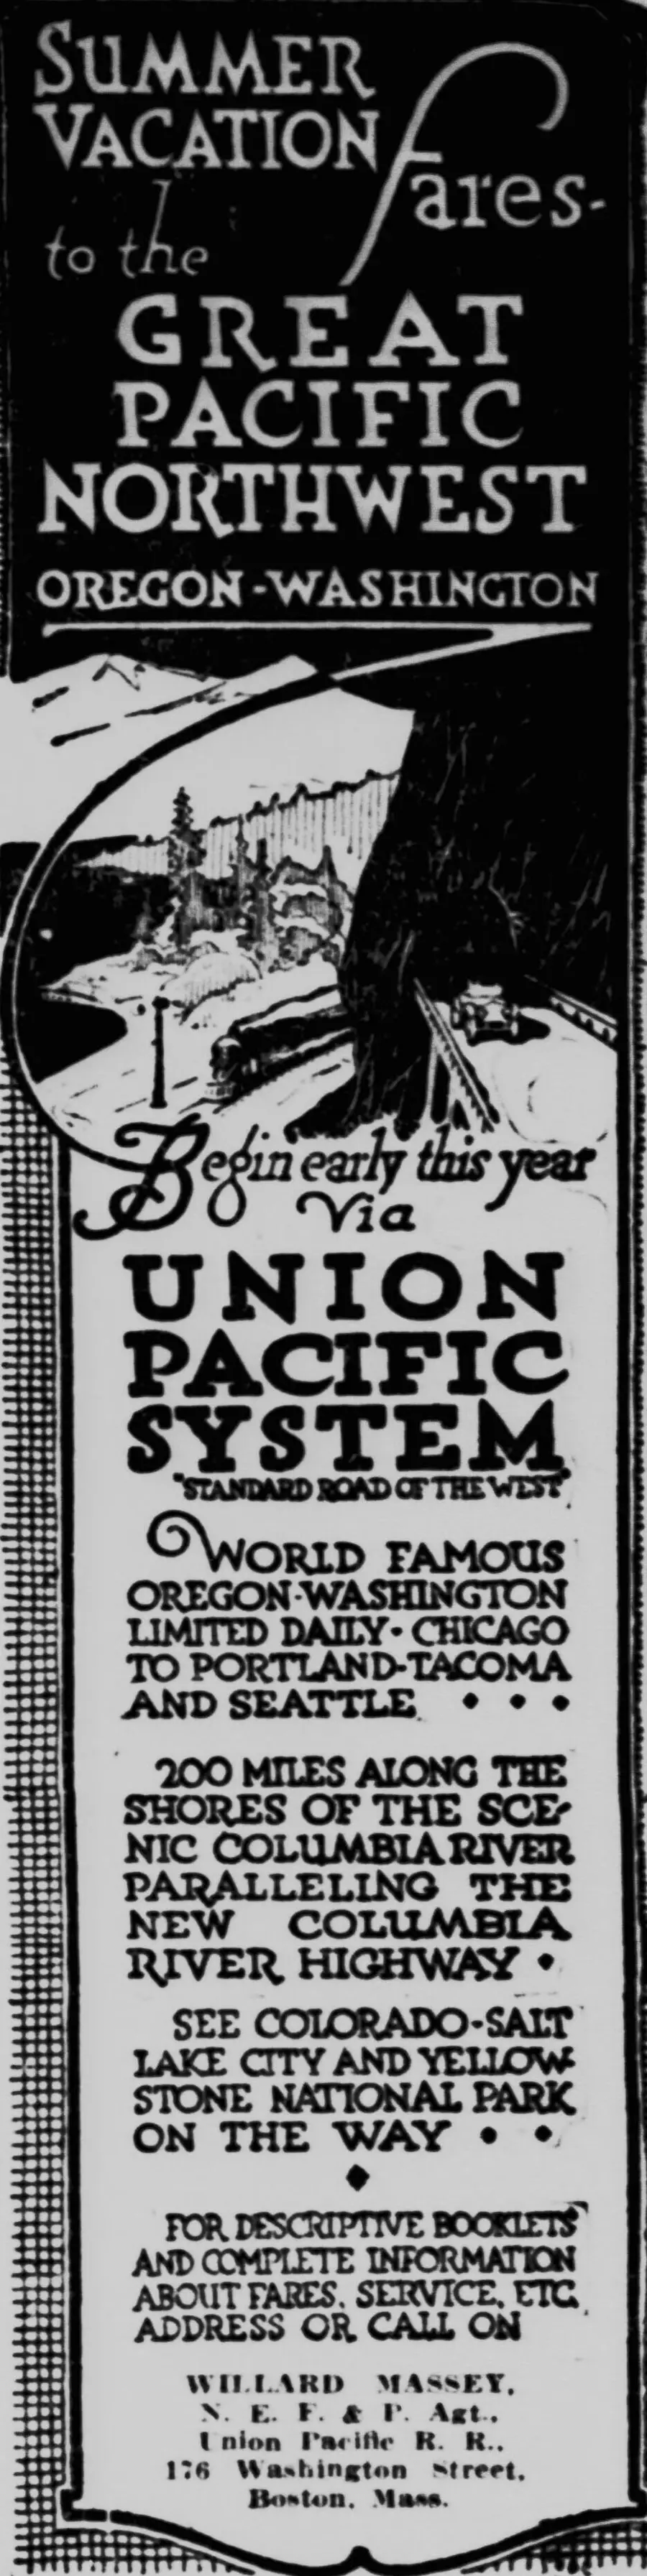 SUMMER
VACATION fares-
to the
GREAT
PACIFIC
NORTHWEST
OREGON-WASHINGTON
Begin early this year
Via
UNION
PACIFIC
SYSTEM
"STANDARD ROAD OF THE WEST"
WORLD FAMOUS
OREGON-WASHINGTON
LIMITED DAILY • CHICAGO
TO PORTLAND-TACOMA
AND SEATTLE • • •
200 MILES ALONG THE
SHORES OF THE SCE-
NIC COLUMBIA RIVER
PARALLELING THE
NEW COLUMBIA
RIVER HIGHWAY •
SEE COLORADO-SALT
LAKE CITY AND YELLOW-
STONE NATIONAL PARK
ON THE WAY • •
FOR DESCRIPTIVE BOOKLETS
AND COMPLETE INFORMATION
ABOUT FARES, SERVICE, ETC.
ADDRESS OR CALL ON
WILLARD MASSEY,
N. E. F. & P. Agt.,
Union Pacific R. R.,
176 Washington Street,
Boston, Mass.